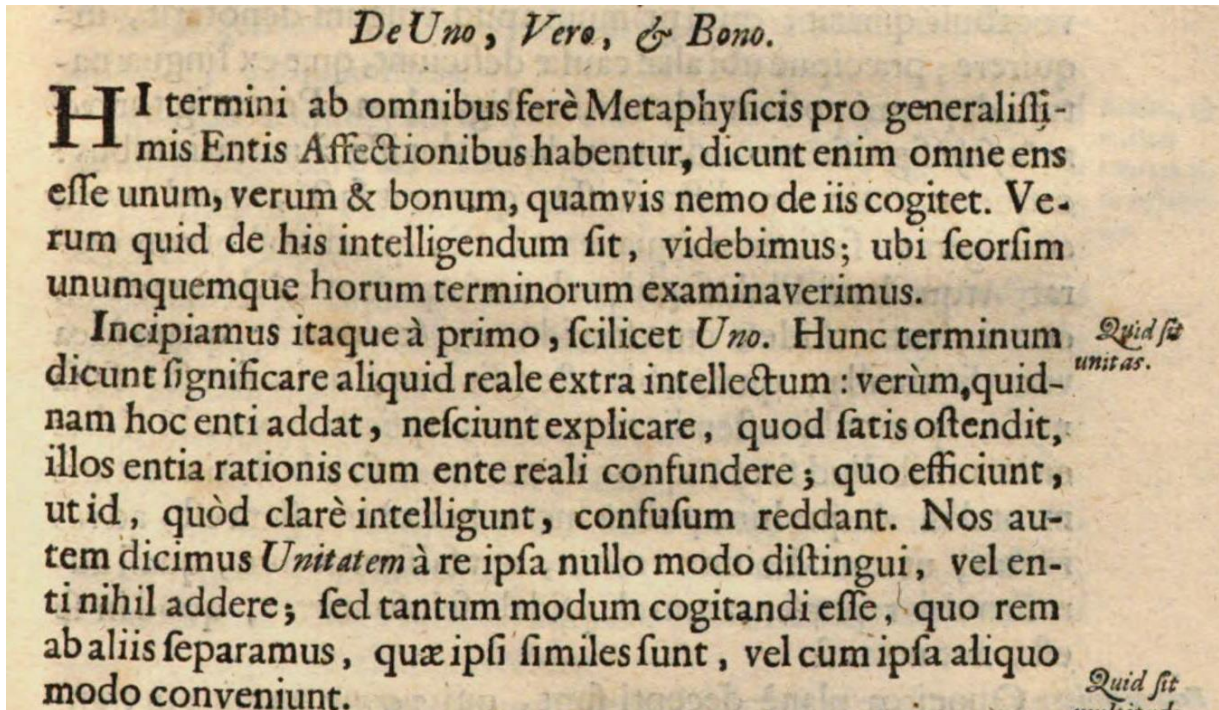 De Uno, Vero, & Bono.
HI termini ab omnibus ferè Metaphyſicis pro generaliſſi-
mis Entis Affectionibus habentur, dicunt enim omne ens
eſſe unum, verum & bonum, quamvis nemo de iis cogitet. Ve-
rum quid de his intelligendum ſit, videbimus; ubi ſeorſim
unumquemque horum terminorum examinaverimus.
Incipiamus itaque à primo, ſcilicet Uno. Hunc terminum
Quid ſit
dicunt ſignificare aliquid reale extra intellectum: verùm, quid-
unitas.
nam hoc enti addat, neſciunt explicare, quod ſatis oſtendit,
illos entia rationis cum ente reali confundere; quo efficiunt,
ut id, quòd clarè intelligunt, confuſum reddant. Nos au-
tem dicimus Unitatem à re ipſa nullo modo diſtingui, vel en-
ti nihil addere; ſed tantum modum cogitandi eſſe, quo rem
ab aliis ſeparamus, quæ ipſi ſimiles ſunt, vel cum ipſa aliquo
modo conveniunt.
Quid ſit